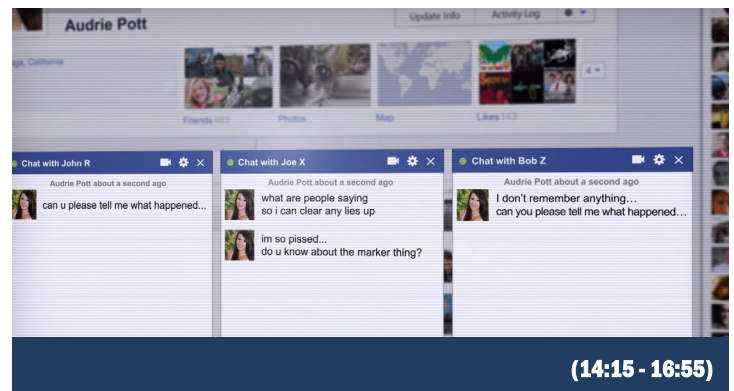 Audrie Pott
Update Info
Activity Log
ga, California
Friends 483
Photos
Map
Likes 143
4
Chat with John R
Audrie Pott about a second ago
can u please tell me what happened...
Chat with Joe X
Audrie Pott about a second ago
what are people saying
so i can clear any lies up
im so pissed...
do u know about the marker thing?
Chat with Bob Z
Audrie Pott about a second ago
I don't remember anything...
can you please tell me what happened...
(14:15 - 16:55)